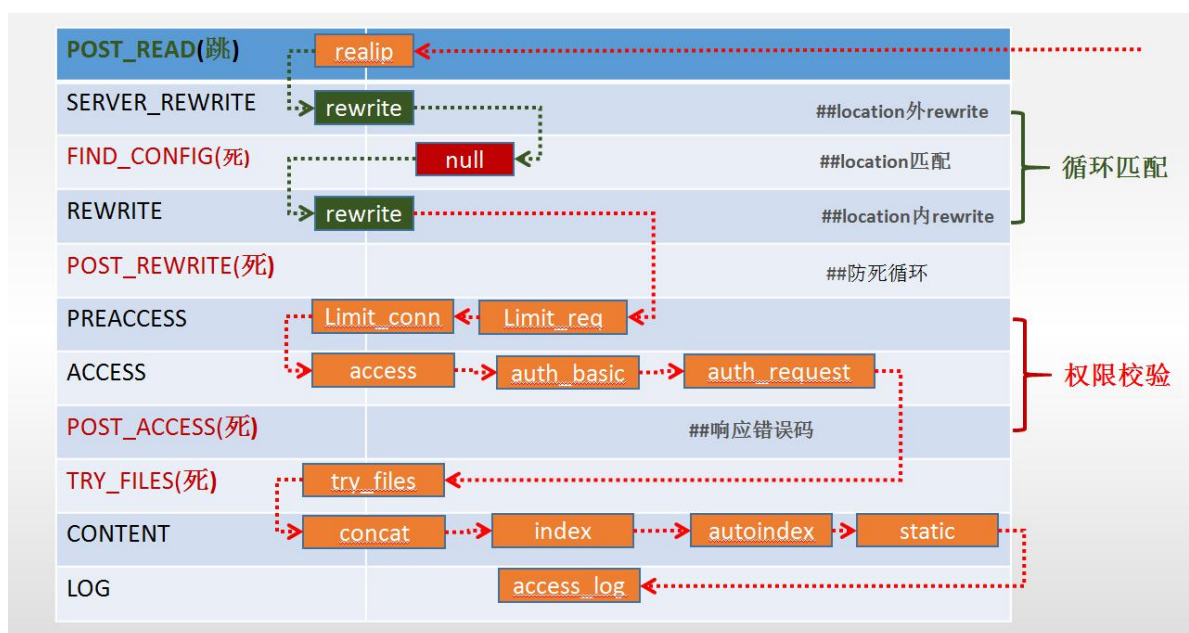 POST_READ(跳) realip
SERVER_REWRITE rewrite ##location外rewrite
FIND_CONFIG(死) null ##location匹配
循环匹配
REWRITE rewrite ##location内rewrite
POST_REWRITE(死) ##防死循环
PREACCESS Limit_conn Limit_req
ACCESS access auth_basic auth_request
权限校验
POST_ACCESS(死) ##响应错误码
TRY_FILES(死) try_files
CONTENT concat index autoindex static
LOG access_log